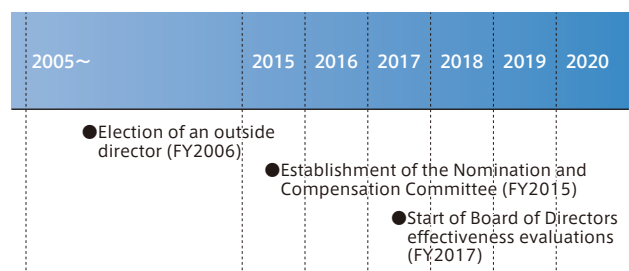 2005~ 2015 2016 2017 2018 2019 2020
●Election of an outside
director (FY2006)
●Establishment of the Nomination and
Compensation Committee (FY2015)
●Start of Board of Directors
effectiveness evaluations
(FY2017)